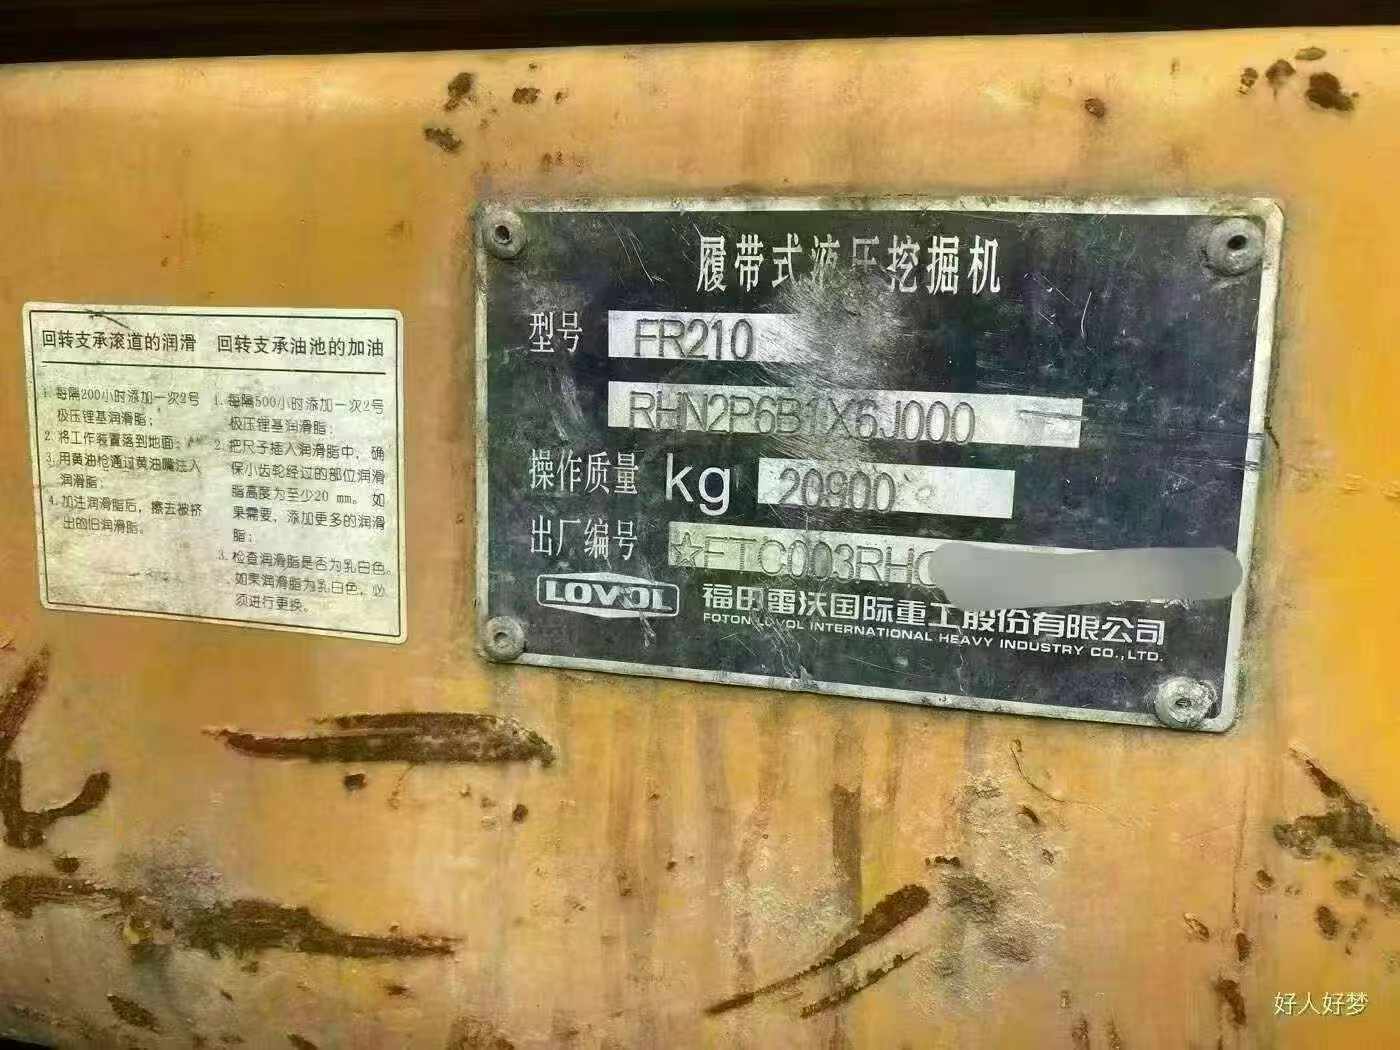 回转支承滚道的润滑
1. 每隔200小时添加一次2号
极压锂基润滑脂；
2. 将工作装置落到地面；
3. 用黄油枪通过黄油嘴注入
润滑脂；
4. 加注润滑脂后，擦去被挤
出的旧润滑脂。
回转支承油池的加油
1. 每隔500小时添加一次2号
极压锂基润滑脂；
2. 把尺子插入润滑脂中，确
保小齿轮经过的部位润滑
脂高度为至少20 mm。如
果需要，添加更多的润滑
脂；
3. 检查润滑脂是否为乳白色。
如果润滑脂为乳白色，必
须进行更换。
履带式液压挖掘机
型号 FR210
RHN2P6B1X6J000
操作质量 kg 20900
出厂编号 ☆FTC003RH
LOVOL 福田雷沃国际重工股份有限公司
FOTON LOVOL INTERNATIONAL HEAVY INDUSTRY CO.,LTD.
好人好梦